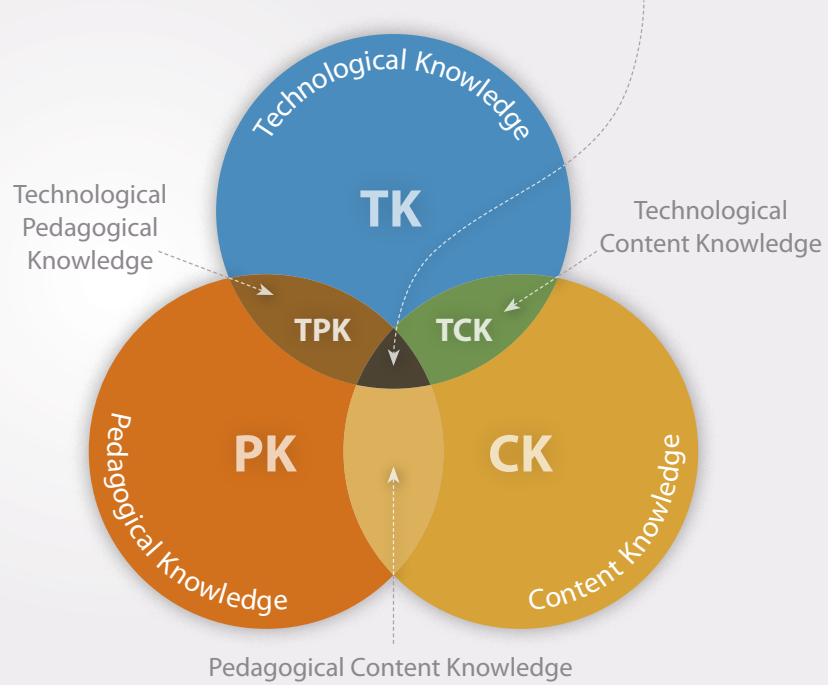 Technological Knowledge
TK
Technological
Pedagogical
Knowledge
Technological
Content Knowledge
TPK
TCK
PK
CK
Pedagogical Knowledge
Content Knowledge
Pedagogical Content Knowledge